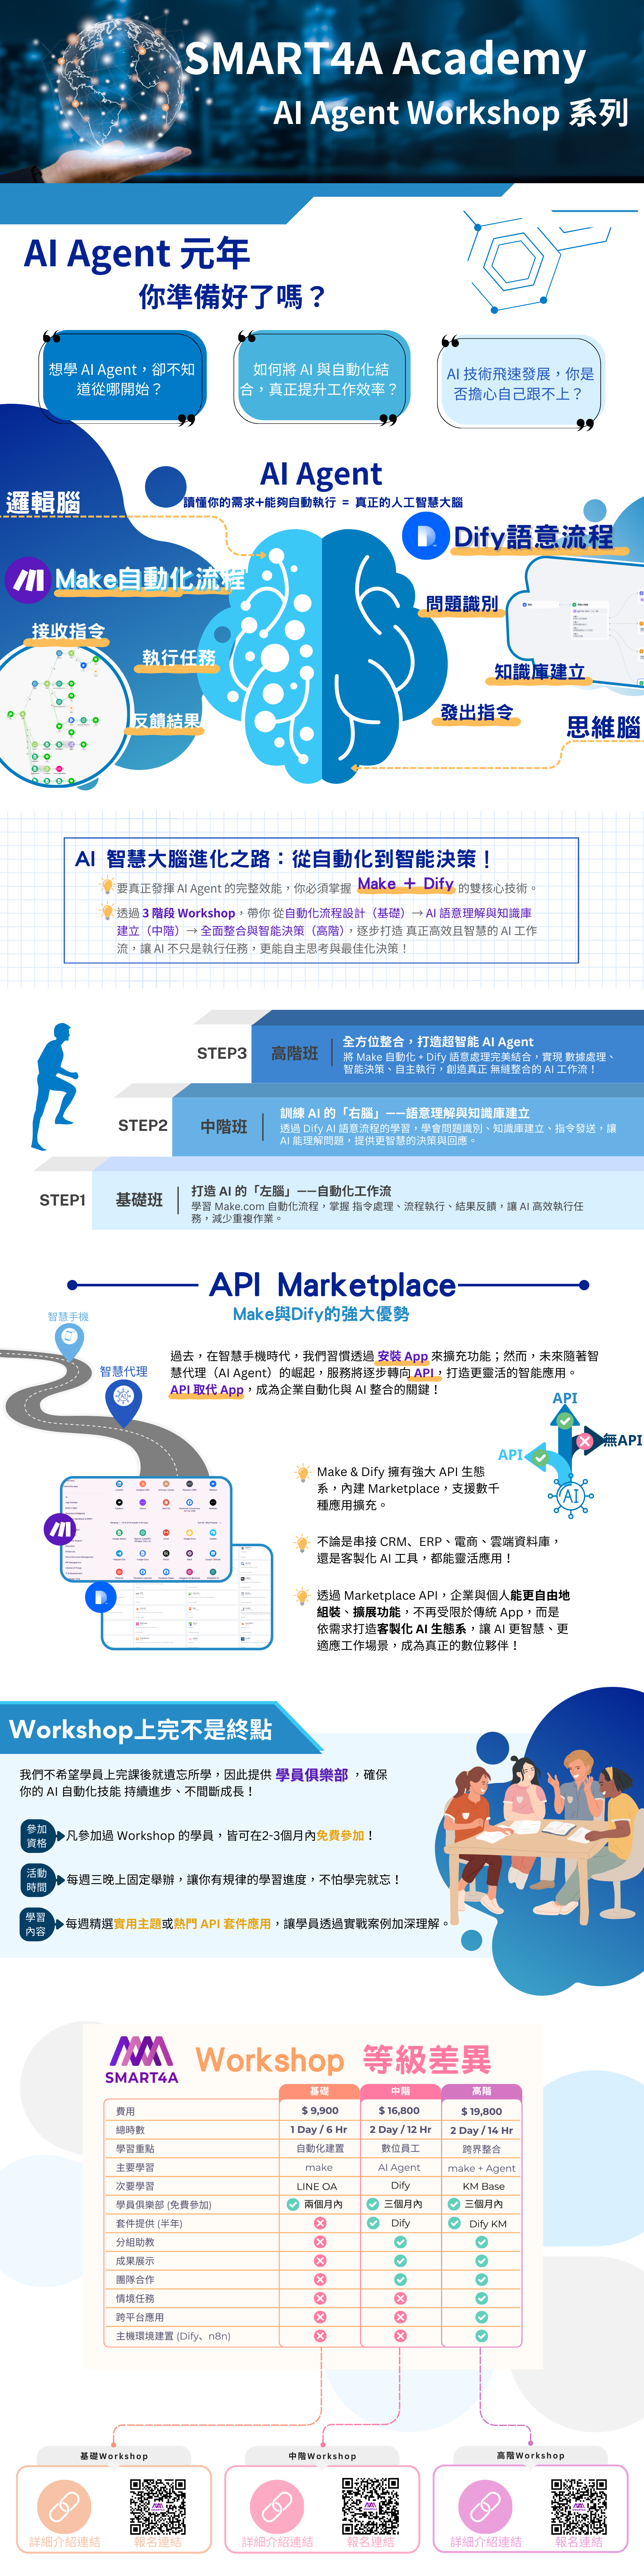 SMART4A Academy
AI Agent Workshop 系列
AI Agent 元年
你準備好了嗎？
想學 AI Agent，卻不知
道從哪開始？
如何將 AI 與自動化結
合，真正提升工作效率？
AI 技術飛速發展，你是
否擔心自己跟不上？
AI Agent
讀懂你的需求+能夠自動執行 = 真正的人工智慧大腦
邏輯腦
Dify語意流程
Make自動化流程
問題識別
接收指令
執行任務
知識庫建立
反饋結果
發出指令
思維腦
AI 智慧大腦進化之路：從自動化到智能決策！
要真正發揮 AI Agent 的完整效能，你必須掌握 Make ＋ Dify 的雙核心技術。
透過 3 階段 Workshop，帶你 從自動化流程設計（基礎）→ AI 語意理解與知識庫
建立（中階）→ 全面整合與智能決策（高階），逐步打造 真正高效且智慧的 AI 工作
流，讓 AI 不只是執行任務，更能自主思考與最佳化決策！
STEP3
高階班
全方位整合，打造超智能 AI Agent
將 Make 自動化 + Dify 語意處理完美結合，實現 數據處理、
智能決策、自主執行，創造真正 無縫整合的 AI 工作流！
STEP2
中階班
訓練 AI 的「右腦」——語意理解與知識庫建立
透過 Dify AI 語意流程的學習，學會問題識別、知識庫建立、指令發送，讓
AI 能理解問題，提供更智慧的決策與回應。
STEP1
基礎班
打造 AI 的「左腦」——自動化工作流
學習 Make.com 自動化流程，掌握 指令處理、流程執行、結果反饋，讓 AI 高效執行任
務，減少重複作業。
API Marketplace
Make與Dify的強大優勢
智慧手機
智慧代理
過去，在智慧手機時代，我們習慣透過 安裝 App 來擴充功能；然而，未來隨著智
慧代理（AI Agent）的崛起，服務將逐步轉向 API，打造更靈活的智能應用。
API 取代 App，成為企業自動化與 AI 整合的關鍵！
API
無API
API
AI
Make & Dify 擁有強大 API 生態
系，內建 Marketplace，支援數千
種應用擴充。
不論是串接 CRM、ERP、電商、雲端資料庫，
還是客製化 AI 工具，都能靈活應用！
透過 Marketplace API，企業與個人能更自由地
組裝、擴展功能，不再受限於傳統 App，而是
依需求打造客製化 AI 生態系，讓 AI 更智慧、更
適應工作場景，成為真正的數位夥伴！
Workshop上完不是終點
我們不希望學員上完課後就遺忘所學，因此提供 學員俱樂部 ，確保
你的 AI 自動化技能 持續進步、不間斷成長！
參加
資格
凡參加過 Workshop 的學員，皆可在2-3個月內免費參加！
活動
時間
每週三晚上固定舉辦，讓你有規律的學習進度，不怕學完就忘！
學習
內容
每週精選實用主題或熱門 API 套件應用，讓學員透過實戰案例加深理解。
SMART4A
Workshop 等級差異
基礎 中階 高階
費用 $ 9,900 $ 16,800 $ 19,800
總時數 1 Day / 6 Hr 2 Day / 12 Hr 2 Day / 14 Hr
學習重點 自動化建置 數位員工 跨界整合
主要學習 make AI Agent make + Agent
次要學習 LINE OA Dify KM Base
學員俱樂部 (免費參加) 兩個月內 三個月內 三個月內
套件提供 (半年) Dify Dify KM
分組助教
成果展示
團隊合作
情境任務
跨平台應用
主機環境建置 (Dify、n8n)
基礎Workshop
中階Workshop
高階Workshop
詳細介紹連結 報名連結
詳細介紹連結 報名連結
詳細介紹連結 報名連結